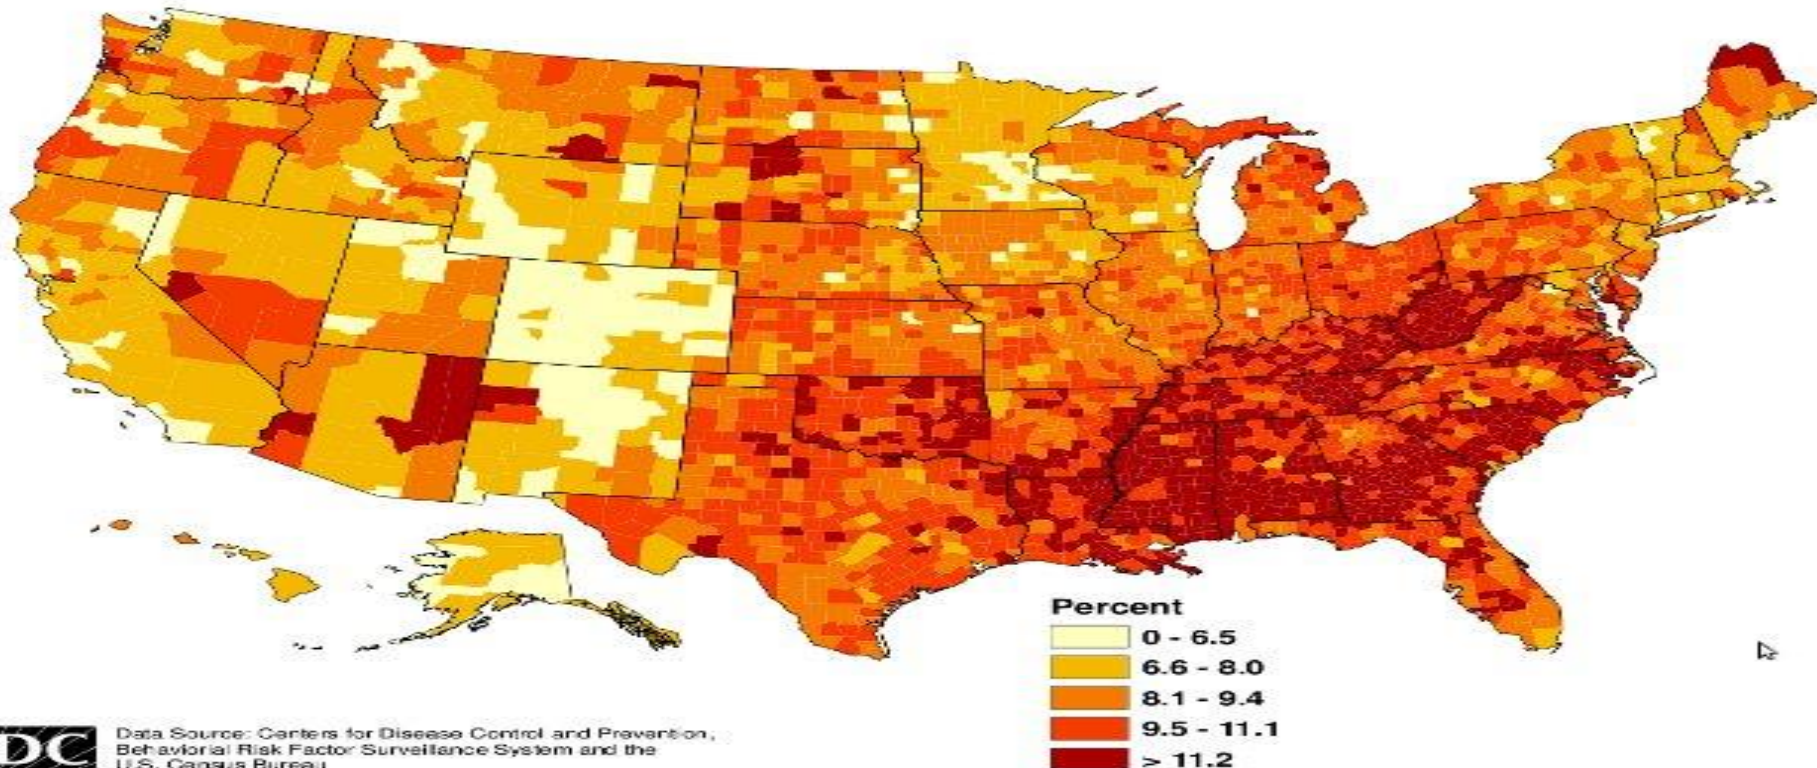 Percent
0 - 6.5
6.6 - 8.0
8.1 - 9.4
9.5 - 11.1
> 11.2
DC
Data Source: Centers for Disease Control and Prevention,
Behaviorial Risk Factor Surveillance System and the
U.S. Census Bureau